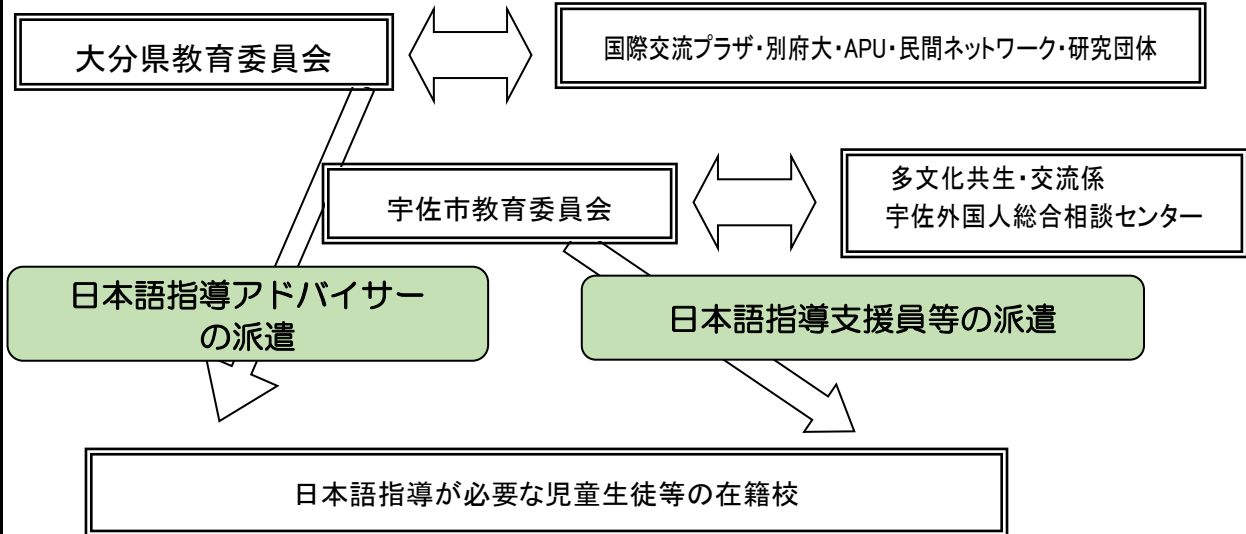 大分県教育委員会
国際交流プラザ・別府大・APU・民間ネットワーク・研究団体
宇佐市教育委員会
多文化共生・交流係
宇佐外国人総合相談センター
日本語指導アドバイザー
の派遣
日本語指導支援員等の派遣
日本語指導が必要な児童生徒等の在籍校